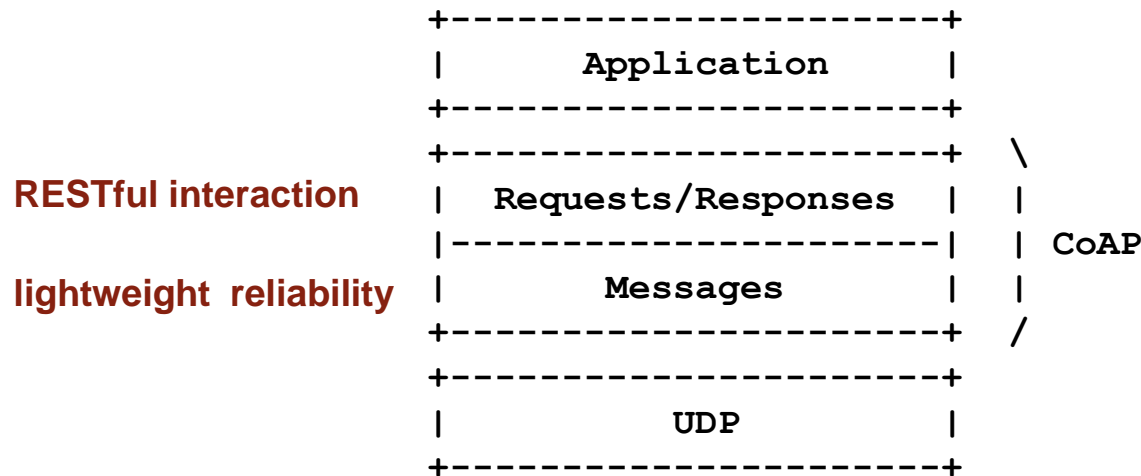 +----------------------+
| Application |
+----------------------+
+----------------------+ \
RESTful interaction | Requests/Responses | |
|----------------------| | CoAP
lightweight reliability | Messages | |
+----------------------+ /
+----------------------+
| UDP |
+----------------------+